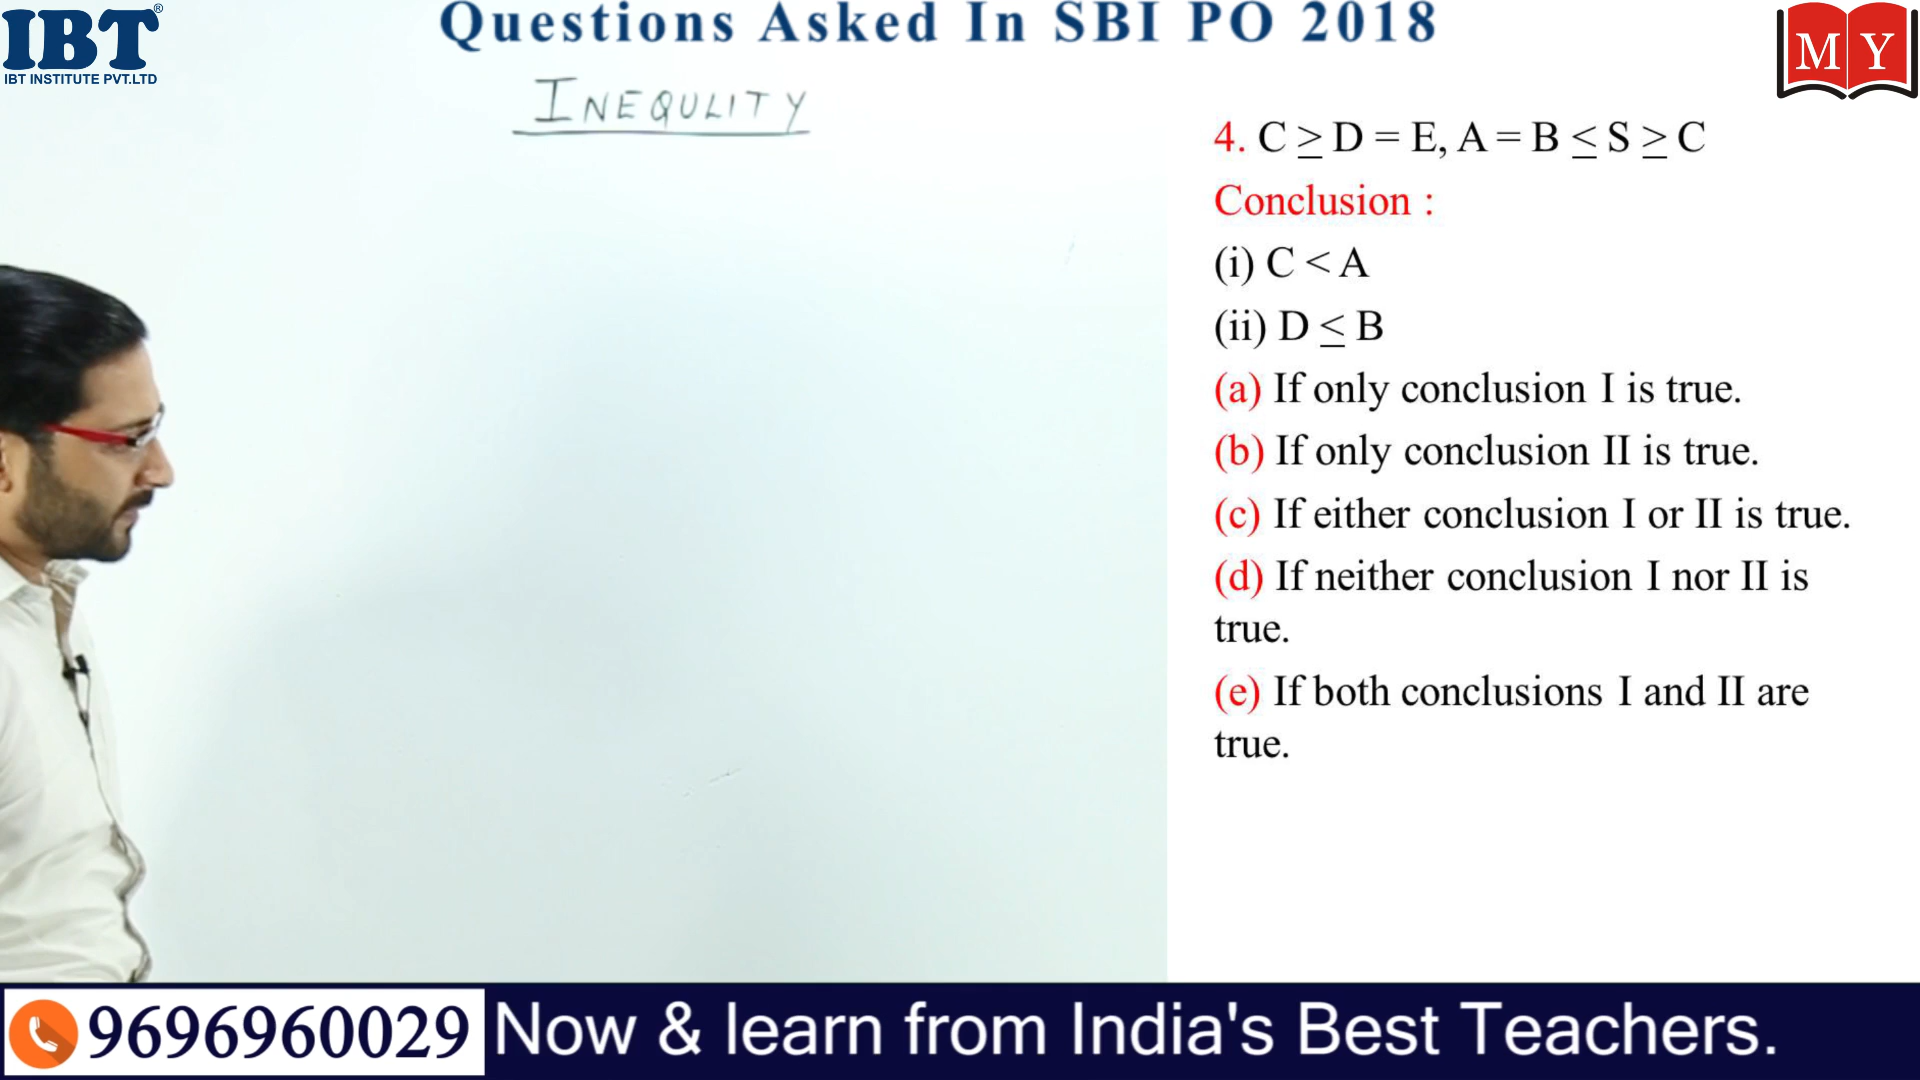 IBT®
IBT INSTITUTE PVT.LTD
Questions Asked In SBI PO 2018
M Y
INEQULITY
4. C ≥ D = E, A = B ≤ S ≥ C
Conclusion :
(i) C < A
(ii) D ≤ B
(a) If only conclusion I is true.
(b) If only conclusion II is true.
(c) If either conclusion I or II is true.
(d) If neither conclusion I nor II is
true.
(e) If both conclusions I and II are
true.
9696960029 Now & learn from India's Best Teachers.